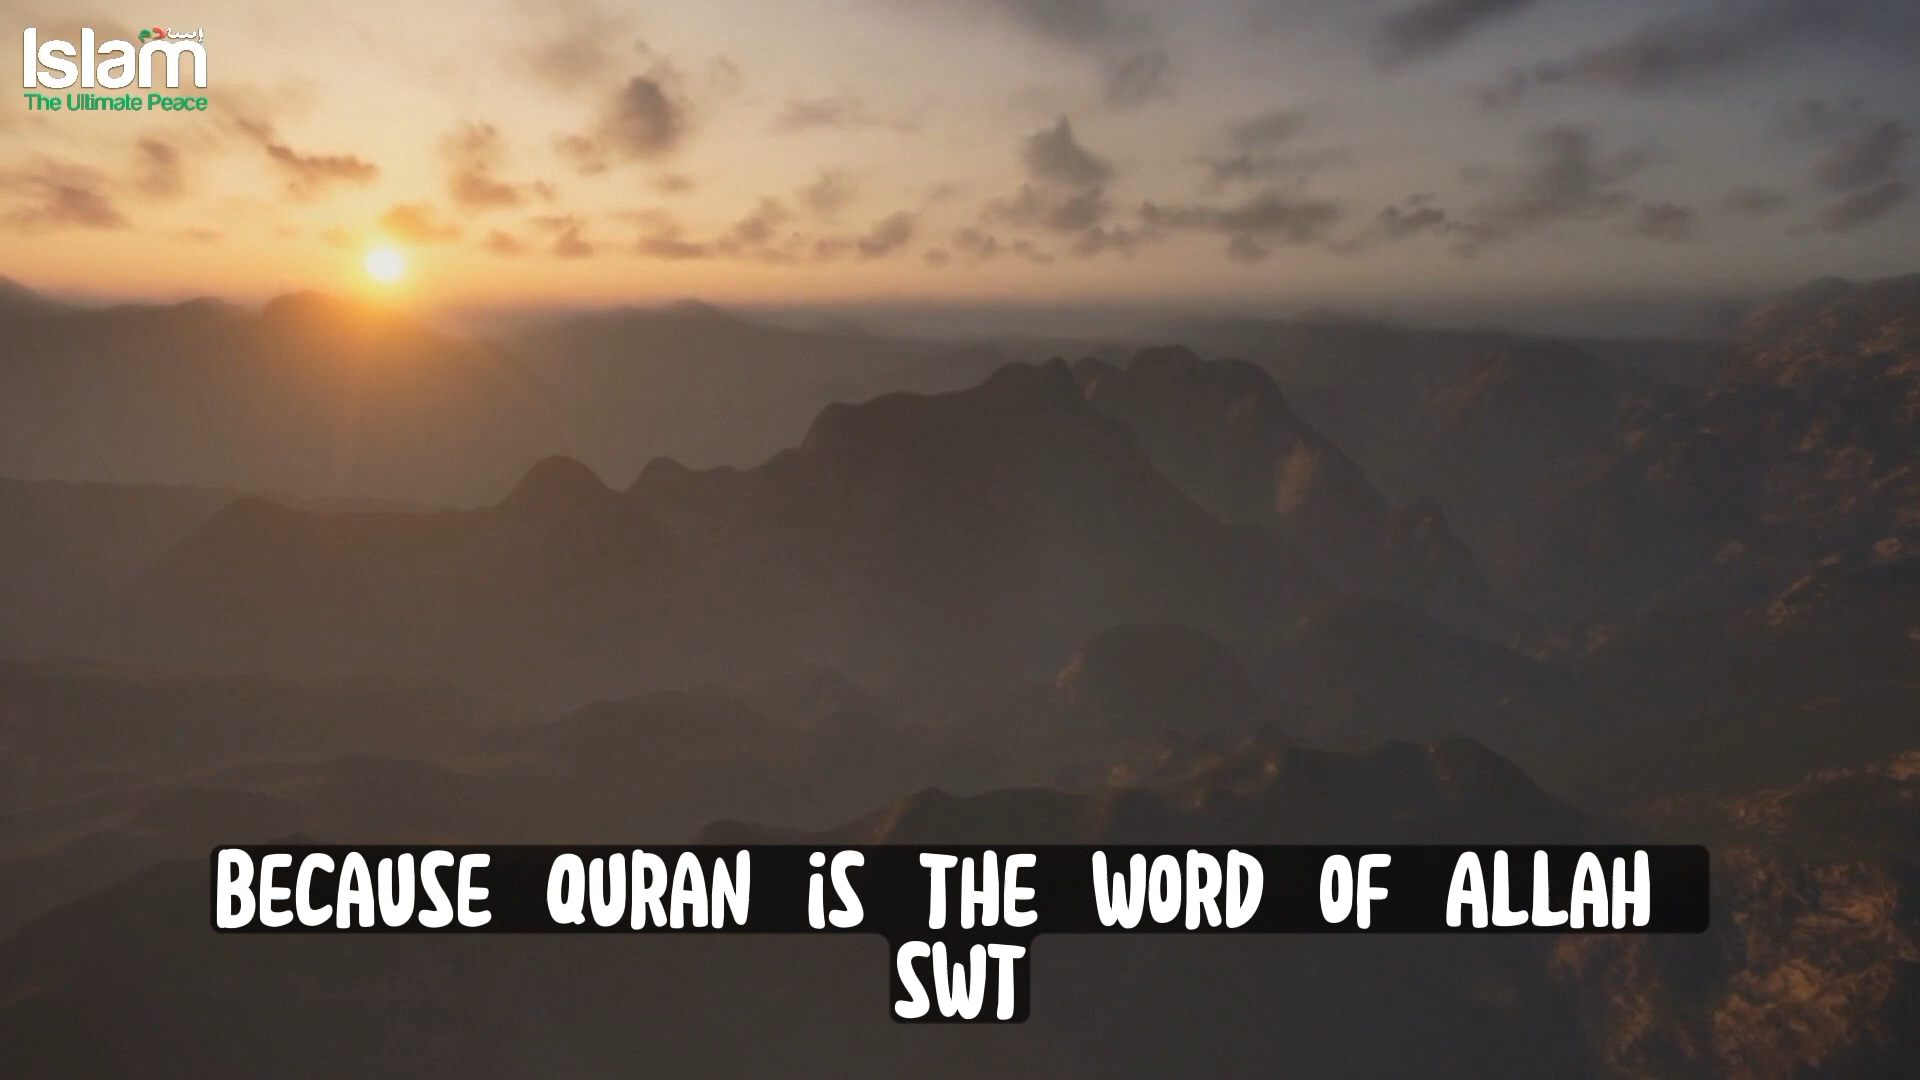 Islam
The Ultimate Peace
BECAUSE QURAN iS THE WORD OF ALLAH
SWT